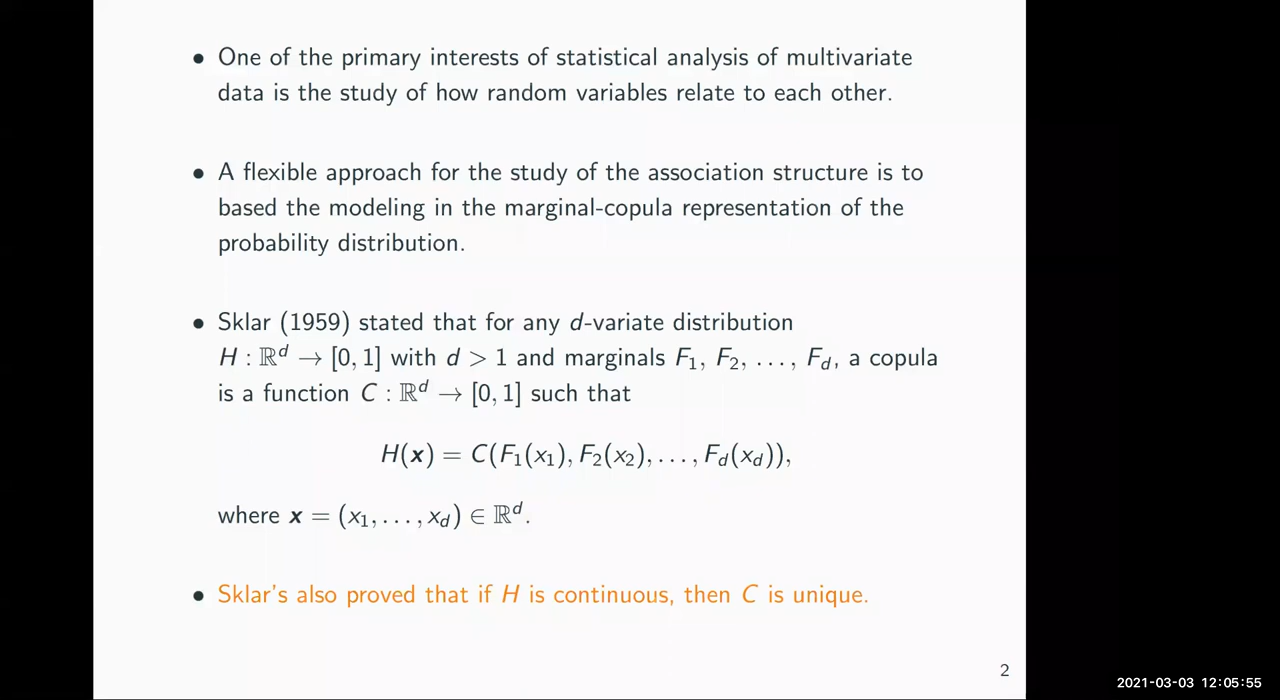 • One of the primary interests of statistical analysis of multivariate
data is the study of how random variables relate to each other.
• A flexible approach for the study of the association structure is to
based the modeling in the marginal-copula representation of the
probability distribution.
• Sklar (1959) stated that for any d-variate distribution
H : ℝᵈ → [0, 1] with d > 1 and marginals F₁, F₂, …, F_d, a copula
is a function C : ℝᵈ → [0, 1] such that
H(x) = C(F₁(x₁), F₂(x₂), …, F_d(x_d)),
where x = (x₁, …, x_d) ∈ ℝᵈ.
• Sklar's also proved that if H is continuous, then C is unique.
2
2021-03-03 12:05:55